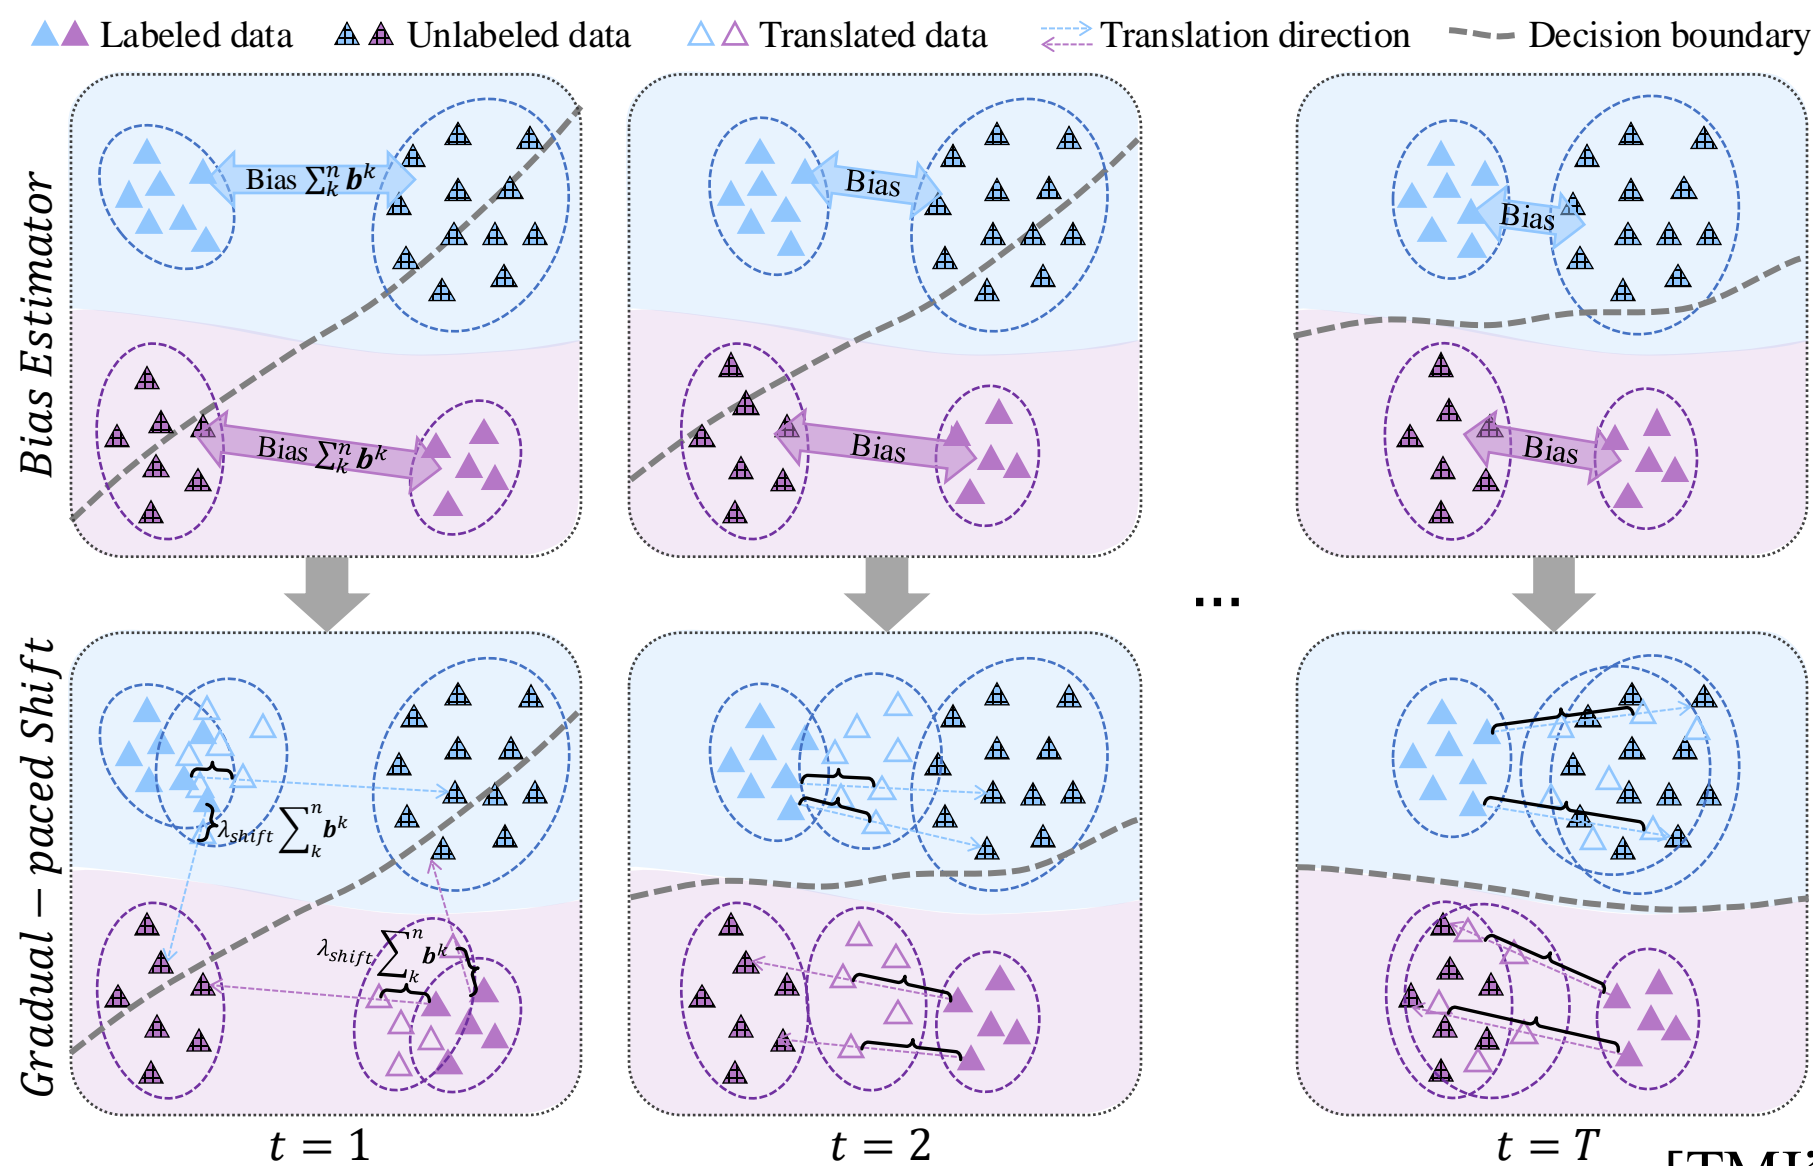 Labeled data Unlabeled data Translated data Translation direction Decision boundary
Bias Estimator
Bias ∑ₖⁿ bᵏ
Bias ∑ₖⁿ bᵏ
Bias
Bias
Bias
Bias
...
Gradual − paced Shift
λshift ∑ₖⁿ bᵏ
λshift ∑ₖⁿ bᵏ
t = 1
t = 2
t = T